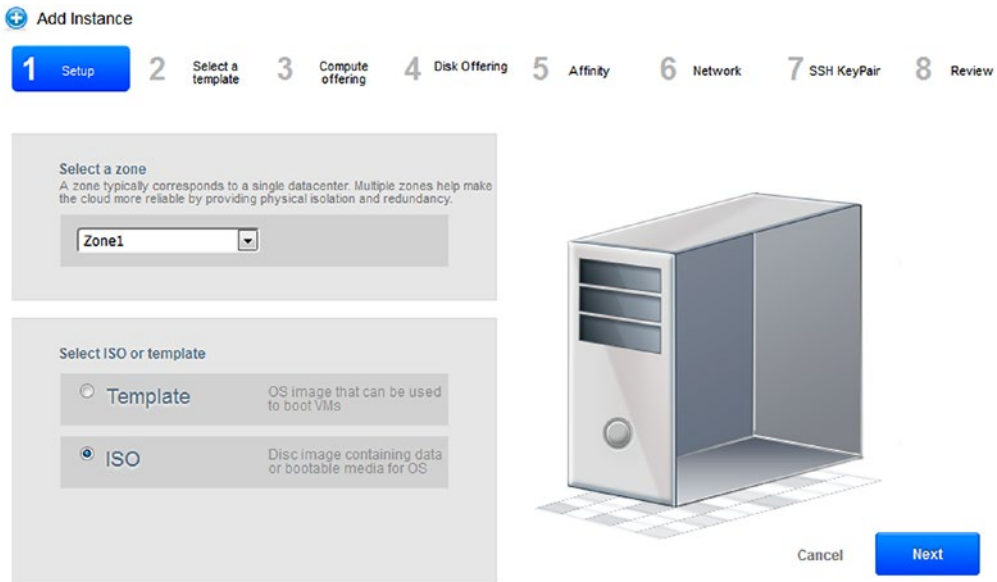 Add Instance
1 Setup
2 Select a
template
3 Compute
offering
4 Disk Offering
5 Affinity
6 Network
7 SSH KeyPair
8 Review
Select a zone
A zone typically corresponds to a single datacenter. Multiple zones help make
the cloud more reliable by providing physical isolation and redundancy.
Zone1
Select ISO or template
Template
OS image that can be used
to boot VMs
ISO
Disc image containing data
or bootable media for OS
Cancel
Next